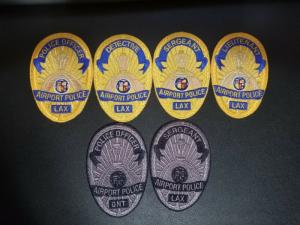 POLICE OFFICER
AIRPORT POLICE
LAX
DETECTIVE
AIRPORT POLICE
LAX
SERGEANT
AIRPORT POLICE
LAX
LIEUTENANT
AIRPORT POLICE
LAX
POLICE OFFICER
AIRPORT POLICE
ONT
SERGEANT
AIRPORT POLICE
LAX